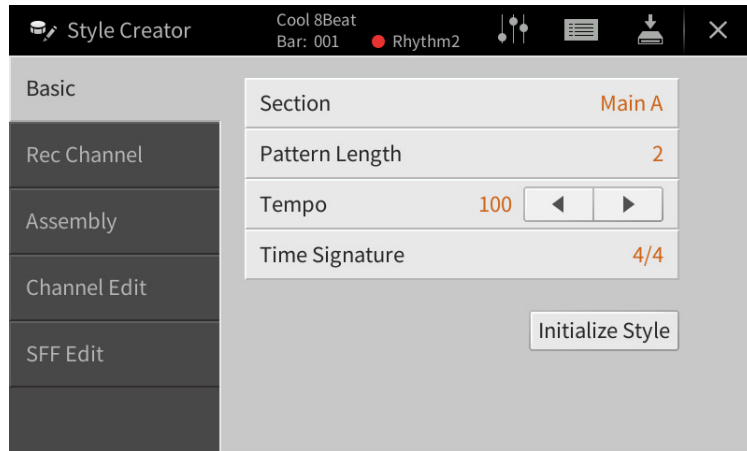 Style Creator
Cool 8Beat
Bar: 001
Rhythm2
Basic
Rec Channel
Assembly
Channel Edit
SFF Edit
Section Main A
Pattern Length 2
Tempo 100
Time Signature 4/4
Initialize Style